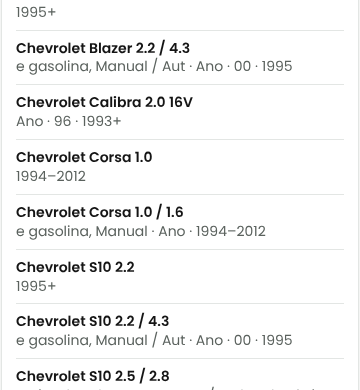 1995+
Chevrolet Blazer 2.2 / 4.3
e gasolina, Manual / Aut · Ano · 00 · 1995
Chevrolet Calibra 2.0 16V
Ano · 96 · 1993+
Chevrolet Corsa 1.0
1994–2012
Chevrolet Corsa 1.0 / 1.6
e gasolina, Manual · Ano · 1994–2012
Chevrolet S10 2.2
1995+
Chevrolet S10 2.2 / 4.3
e gasolina, Manual / Aut · Ano · 00 · 1995
Chevrolet S10 2.5 / 2.8